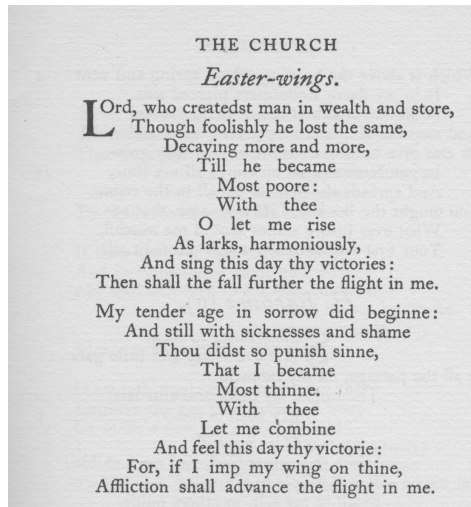 THE CHURCH
Easter-wings.
LOrd, who createdst man in wealth and store,
Though foolishly he lost the same,
Decaying more and more,
Till he became
Most poore:
With thee
O let me rise
As larks, harmoniously,
And sing this day thy victories:
Then shall the fall further the flight in me.
My tender age in sorrow did beginne:
And still with sicknesses and shame
Thou didst so punish sinne,
That I became
Most thinne.
With thee
Let me combine
And feel this day thy victorie:
For, if I imp my wing on thine,
Affliction shall advance the flight in me.